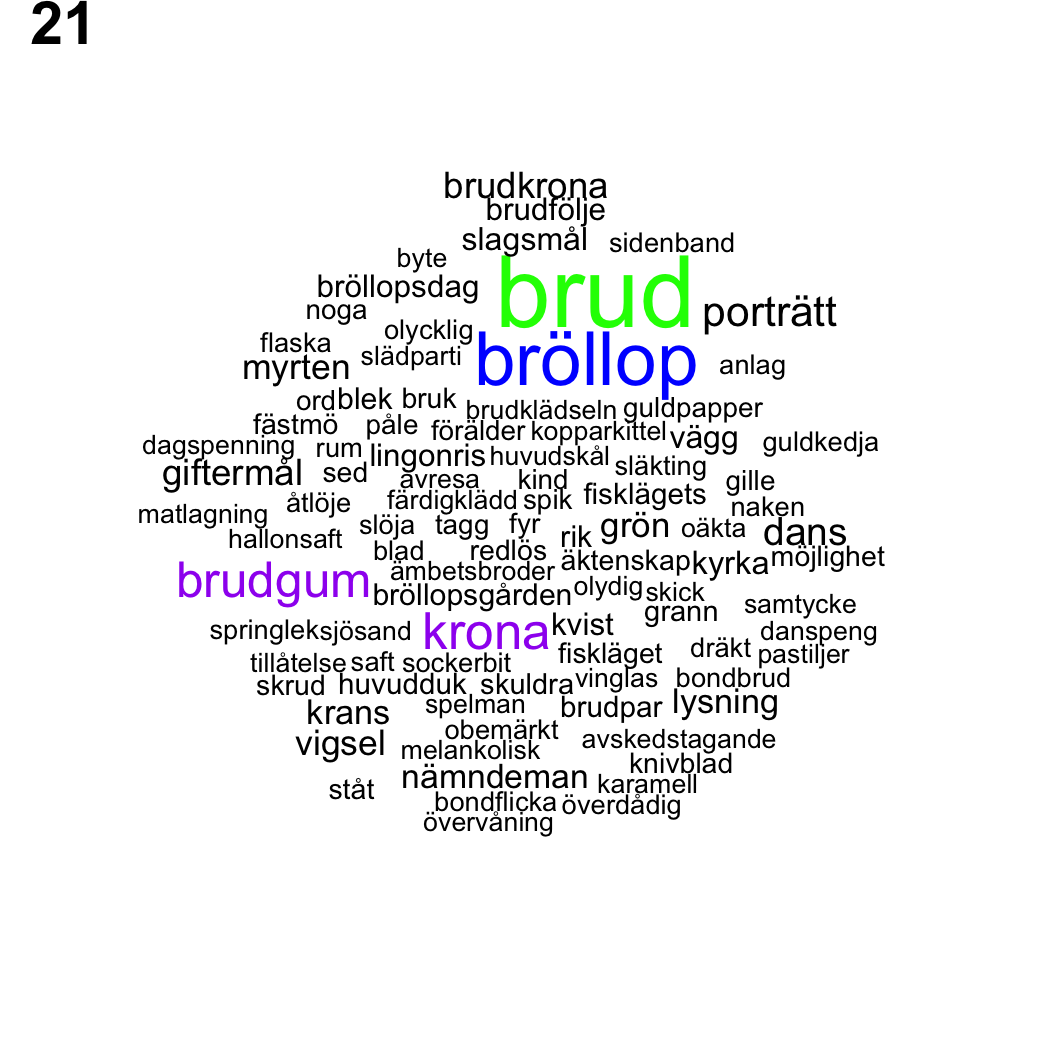 21
brudkrona
brudfölje
slagsmål sidenband
byte
bröllopsdag brud porträtt
noga
olycklig
flaska slädparti bröllop anlag
myrten
ord blek bruk brudklädseln guldpapper
fästmö påle förälder kopparkittel vägg guldkedja
dagspenning rum lingonris huvudskål släkting
giftermål sed avresa kind fisklägets gille
matlagning åtlöje färdigklädd spik naken
hallonsaft slöja tagg fyr rik grön oäkta dans
blad redlös äktenskap kyrka möjlighet
brudgum ämbetsbroder olydig skick
bröllopsgården grann samtycke
springlek sjösand krona kvist danspeng
tillåtelse saft sockerbit fiskläget dräkt pastiljer
skrud huvudduk skuldra vinglas bondbrud
krans spelman brudpar lysning
vigsel melankolisk obemärkt avskedstagande
nämndeman knivblad
ståt karamell
bondflicka överdådig
övervåning